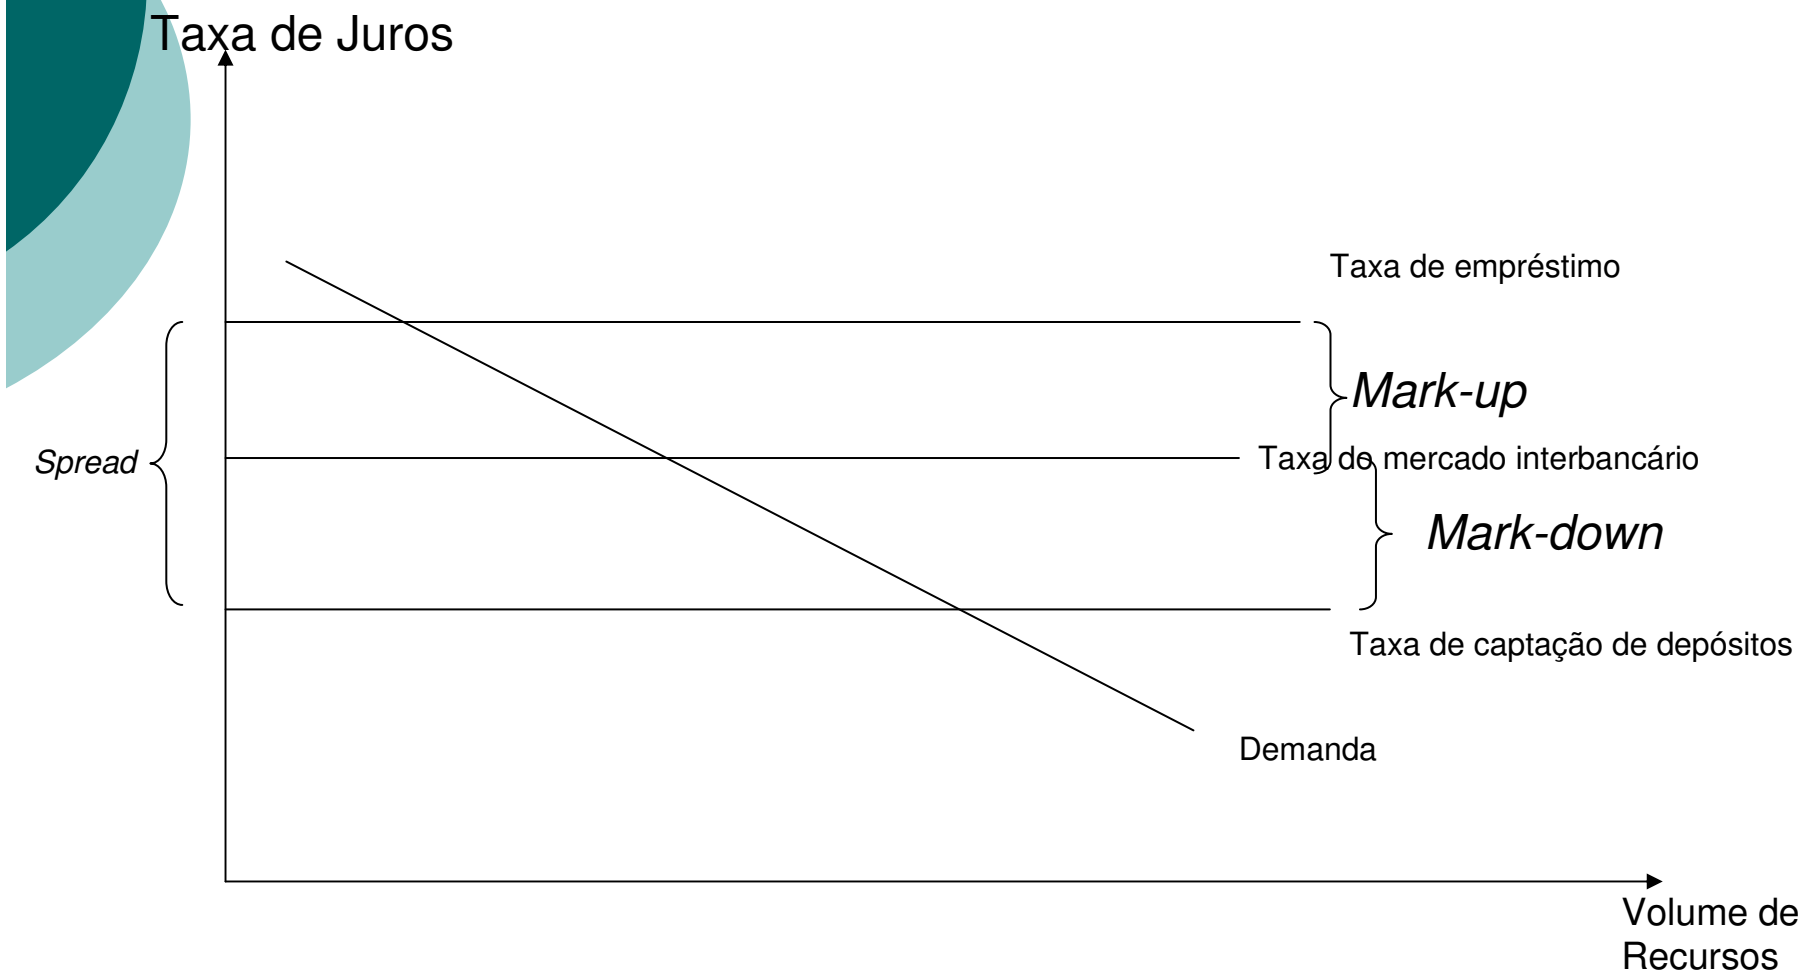 Taxa de Juros
Taxa de empréstimo
Mark-up
Spread
Taxa do mercado interbancário
Mark-down
Taxa de captação de depósitos
Demanda
Volume de
Recursos